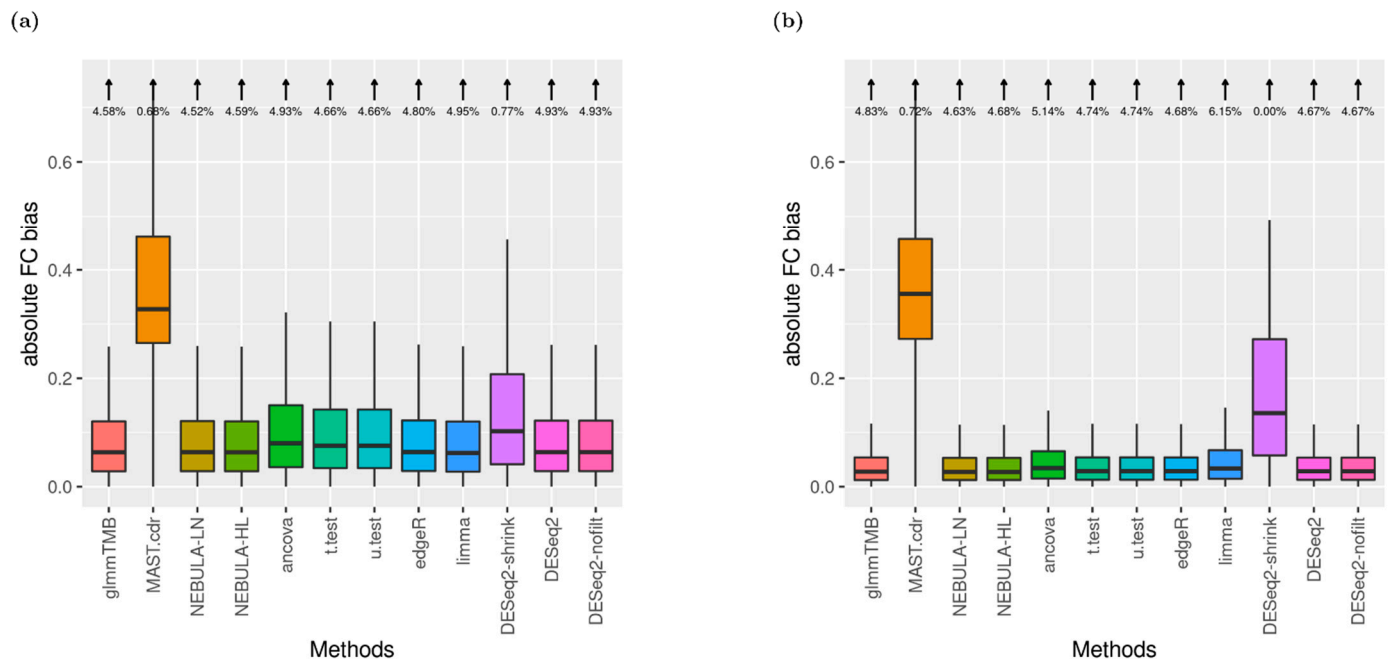 (a)
(b)
4.58% 0.68% 4.52% 4.59% 4.93% 4.66% 4.66% 4.80% 4.95% 0.77% 4.93% 4.93%
4.83% 0.72% 4.63% 4.68% 5.14% 4.74% 4.74% 4.68% 6.15% 0.00% 4.67% 4.67%
0.6
0.4
0.2
0.0
absolute FC bias
0.6
0.4
0.2
0.0
absolute FC bias
glmmTMB
MAST.cdr
NEBULA-LN
NEBULA-HL
ancova
t.test
u.test
edgeR
limma
DESeq2-shrink
DESeq2
DESeq2-nofilt
glmmTMB
MAST.cdr
NEBULA-LN
NEBULA-HL
ancova
t.test
u.test
edgeR
limma
DESeq2-shrink
DESeq2
DESeq2-nofilt
Methods
Methods